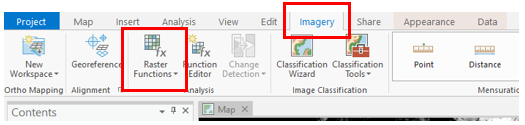 Project Map Insert Analysis View Edit Imagery Share Appearance Data
New Workspace Georeference Raster Functions Function Editor Change Detection Classification Wizard Classification Tools Point Distance
Ortho Mapping Alignment Analysis Image Classification Mensuratio
Contents Map